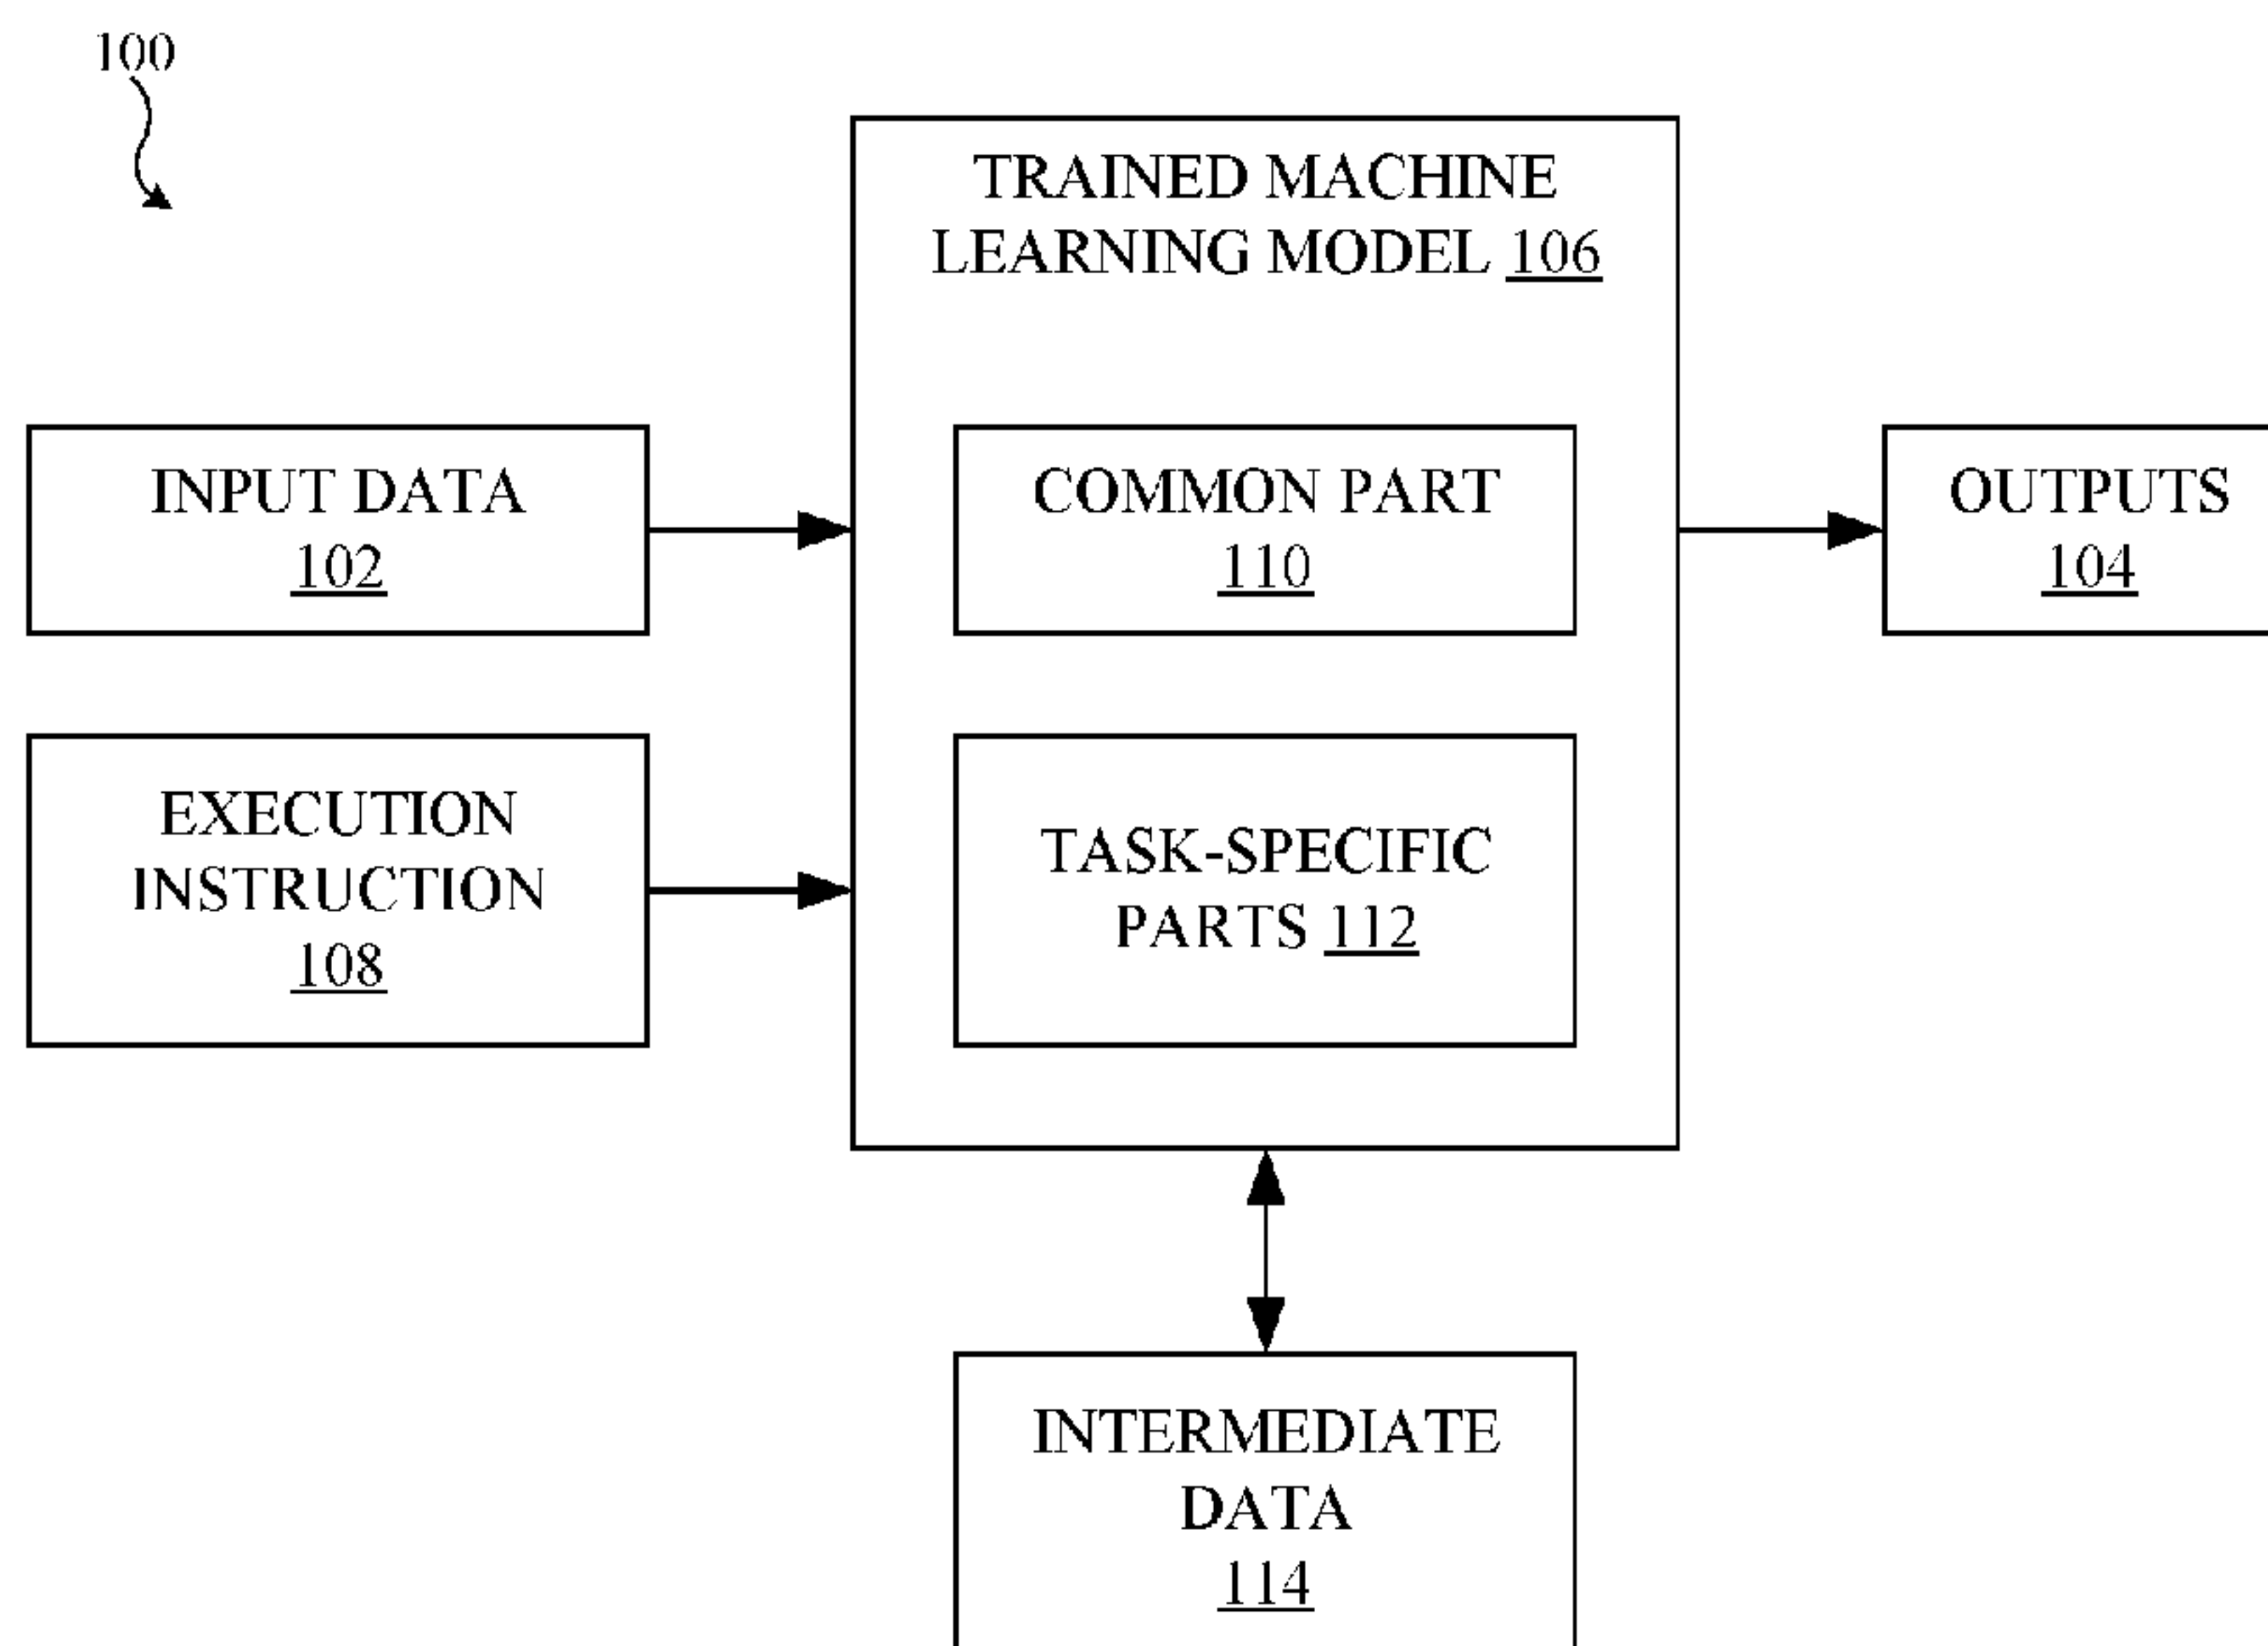 100
TRAINED MACHINE
LEARNING MODEL 106
INPUT DATA
102
COMMON PART
110
OUTPUTS
104
EXECUTION
INSTRUCTION
108
TASK-SPECIFIC
PARTS 112
INTERMEDIATE
DATA
114